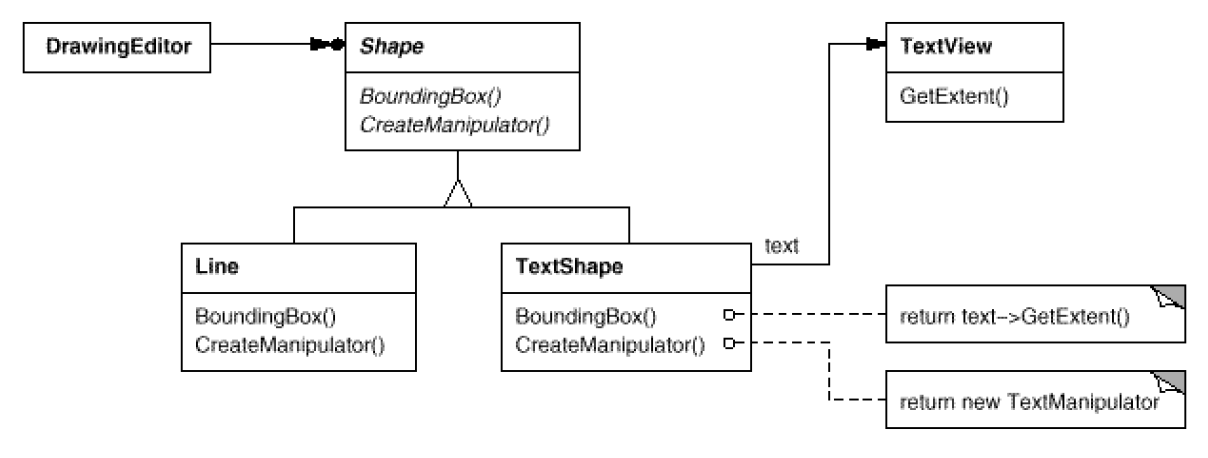 DrawingEditor
Shape
BoundingBox()
CreateManipulator()
TextView
GetExtent()
Line
BoundingBox()
CreateManipulator()
TextShape
BoundingBox()
CreateManipulator()
text
return text->GetExtent()
return new TextManipulator